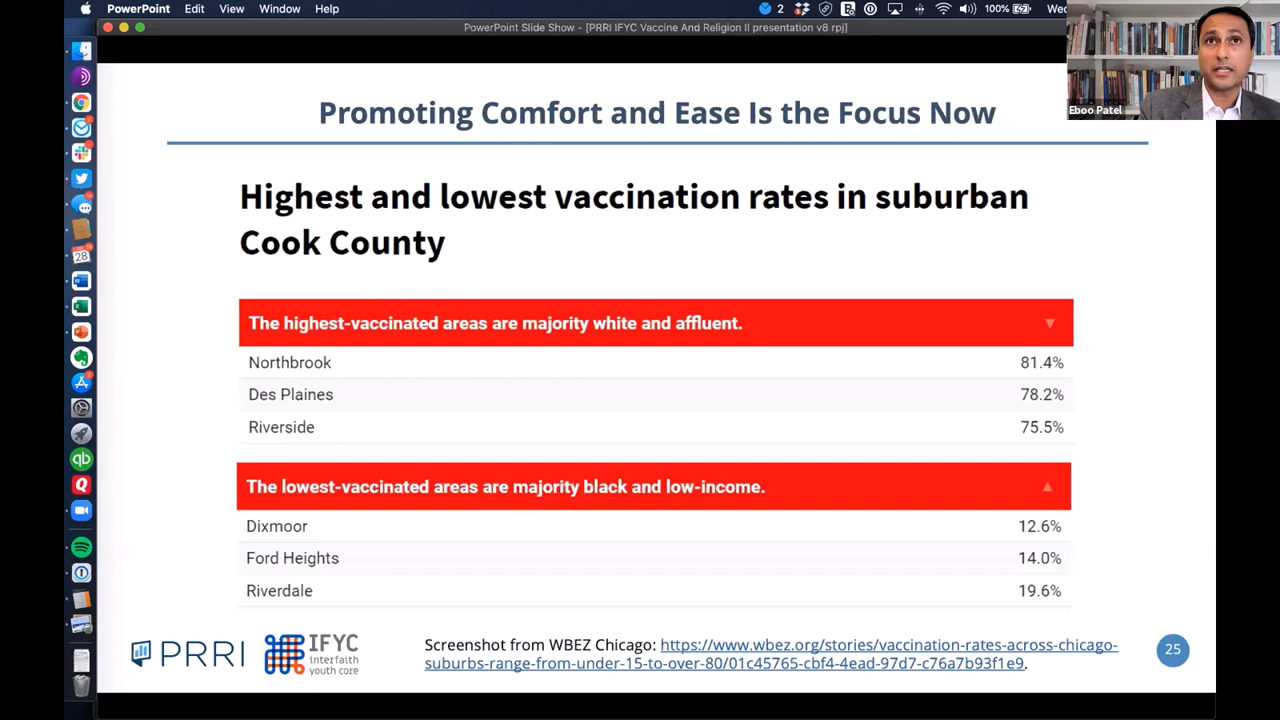 PowerPoint Edit View Window Help 2 100% Wed
PowerPoint Slide Show - [PRRI IFYC Vaccine And Religion II presentation v8 rpj]
Eboo Patel
Promoting Comfort and Ease Is the Focus Now
Highest and lowest vaccination rates in suburban
Cook County
The highest-vaccinated areas are majority white and affluent.
Northbrook 81.4%
Des Plaines 78.2%
Riverside 75.5%
The lowest-vaccinated areas are majority black and low-income.
Dixmoor 12.6%
Ford Heights 14.0%
Riverdale 19.6%
PRRI
IFYC
interfaith
youth core
Screenshot from WBEZ Chicago: https://www.wbez.org/stories/vaccination-rates-across-chicago-
suburbs-range-from-under-15-to-over-80/01c45765-cbf4-4ead-97d7-c76a7b93f1e9.
25
28
qb